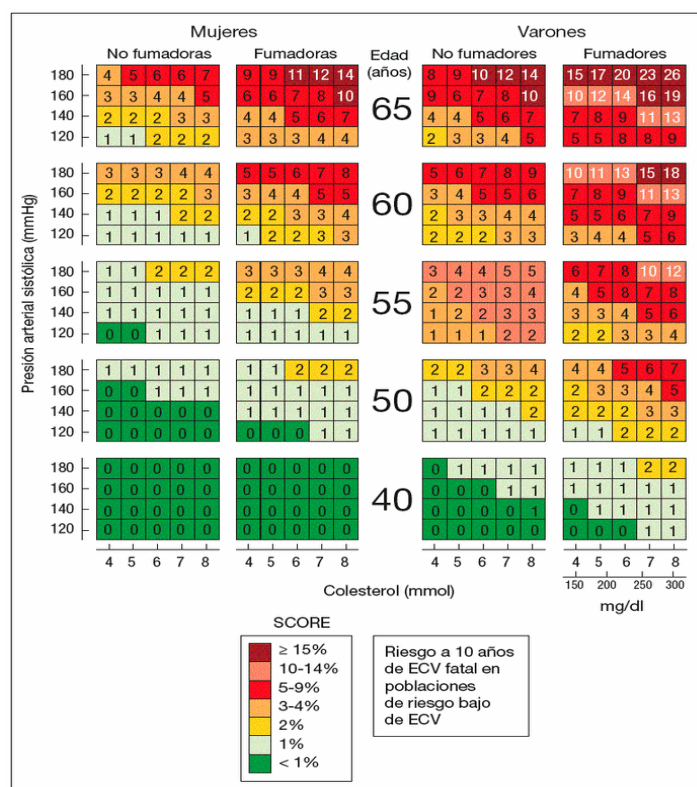 Mujeres Varones
No fumadoras Fumadoras Edad (años) No fumadores Fumadores
Presión arterial sistólica (mmHg)
180 4 5 6 6 7 9 9 11 12 14 8 9 10 12 14 15 17 20 23 26
160 3 3 4 4 5 6 6 7 8 10 65 9 6 7 8 10 10 12 14 16 19
140 2 2 2 3 3 4 4 5 6 7 4 4 5 6 7 7 8 9 11 13
120 1 1 2 2 2 3 3 3 4 4 2 3 3 4 5 5 5 8 8 9
180 3 3 3 4 4 5 5 6 7 8 5 6 7 8 9 10 11 13 15 18
160 2 2 2 2 3 3 4 4 5 5 60 3 4 5 5 6 7 8 9 11 13
140 1 1 1 2 2 2 2 3 3 4 2 3 3 4 4 5 5 6 7 9
120 1 1 1 1 1 1 2 2 2 3 2 2 2 3 3 3 4 4 5 6
180 1 1 2 2 2 3 3 3 4 4 3 4 4 5 5 6 7 8 10 12
160 1 1 1 1 1 2 2 2 3 3 55 2 2 3 3 4 4 5 8 7 8
140 1 1 1 1 1 1 1 1 2 2 1 2 2 2 3 3 3 4 5 6
120 0 0 1 1 1 1 1 1 1 1 1 1 1 2 2 2 2 3 3 4
180 1 1 1 1 1 1 1 2 2 2 2 2 3 3 4 4 4 5 6 7
160 0 0 1 1 1 1 1 1 1 1 50 1 1 2 2 2 2 3 3 4 5
140 0 0 0 0 0 1 1 1 1 1 1 1 1 1 2 2 2 2 3 3
120 0 0 0 0 0 0 0 0 1 1 1 1 1 1 1 1 1 2 2 2
180 0 0 0 0 0 0 0 0 0 0 0 1 1 1 1 1 1 1 2 2
160 0 0 0 0 0 0 0 0 0 0 40 0 0 0 1 1 1 1 1 1 1
140 0 0 0 0 0 0 0 0 0 0 0 0 0 0 1 0 1 1 1 1
120 0 0 0 0 0 0 0 0 0 0 0 0 0 0 0 0 0 0 1 1
4 5 6 7 8 4 5 6 7 8 4 5 6 7 8 4 5 6 7 8
Colesterol (mmol) 150 200 250 300
mg/dl
SCORE
≥ 15%
10-14%
5-9%
3-4%
2%
1%
< 1%
Riesgo a 10 años
de ECV fatal en
poblaciones
de riesgo bajo
de ECV